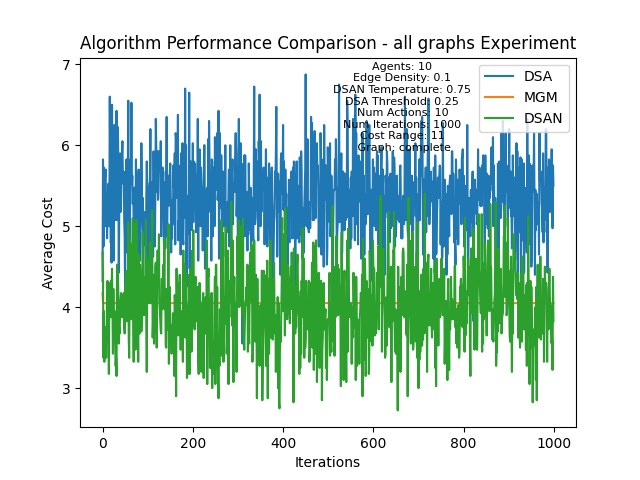 Algorithm Performance Comparison - all graphs Experiment
7
6
5
4
3
Average Cost
Agents: 10
Edge Density: 0.1
DSAN Temperature: 0.75
DSA Threshold: 0.25
Num Actions: 10
Num Iterations: 1000
Cost Range: 11
Graph: complete
DSA
MGM
DSAN
0
200
400
600
800
1000
Iterations